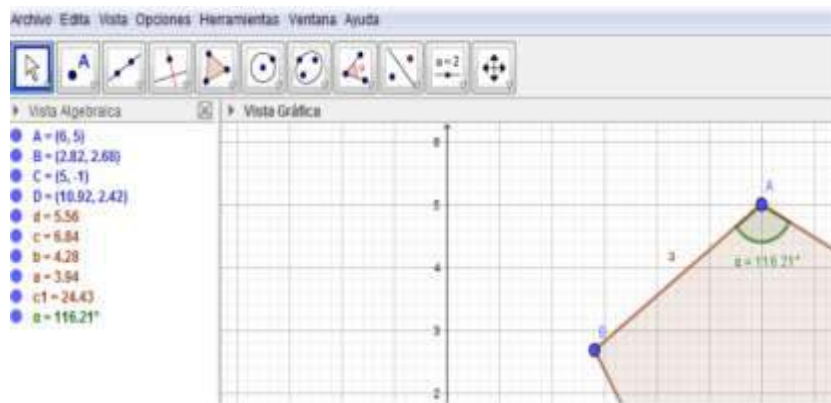 Archivo Edita Vista Opciones Herramientas Ventana Ayuda
A
a=2
Vista Algebraica
Vista Gráfica
A = (6, 5)
B = (2.82, 2.68)
C = (5, -1)
D = (10.92, 2.42)
d = 5.56
c = 6.84
b = 4.28
a = 3.94
c1 = 24.43
α = 116.21°
6
5
4
3
2
A
a
α = 116.21°
B